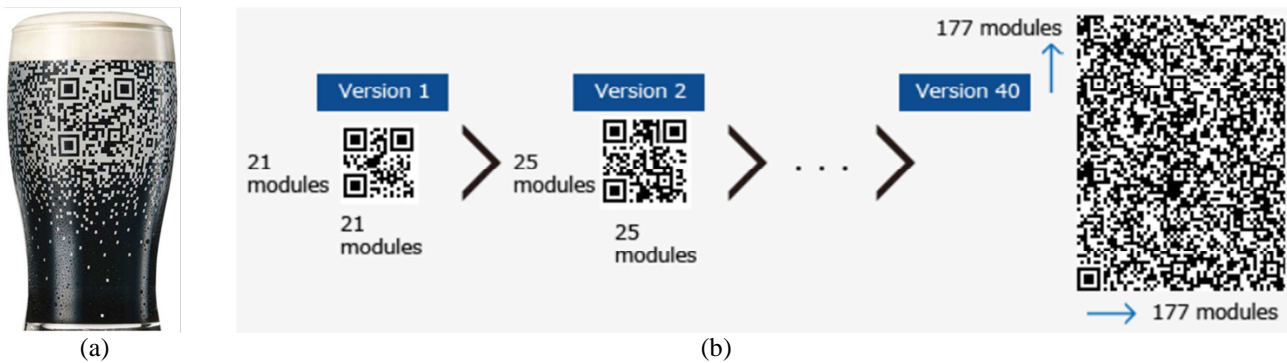 177 modules
Version 1
Version 2
Version 40
21
modules
25
modules
. . .
21
modules
25
modules
177 modules
(a)
(b)